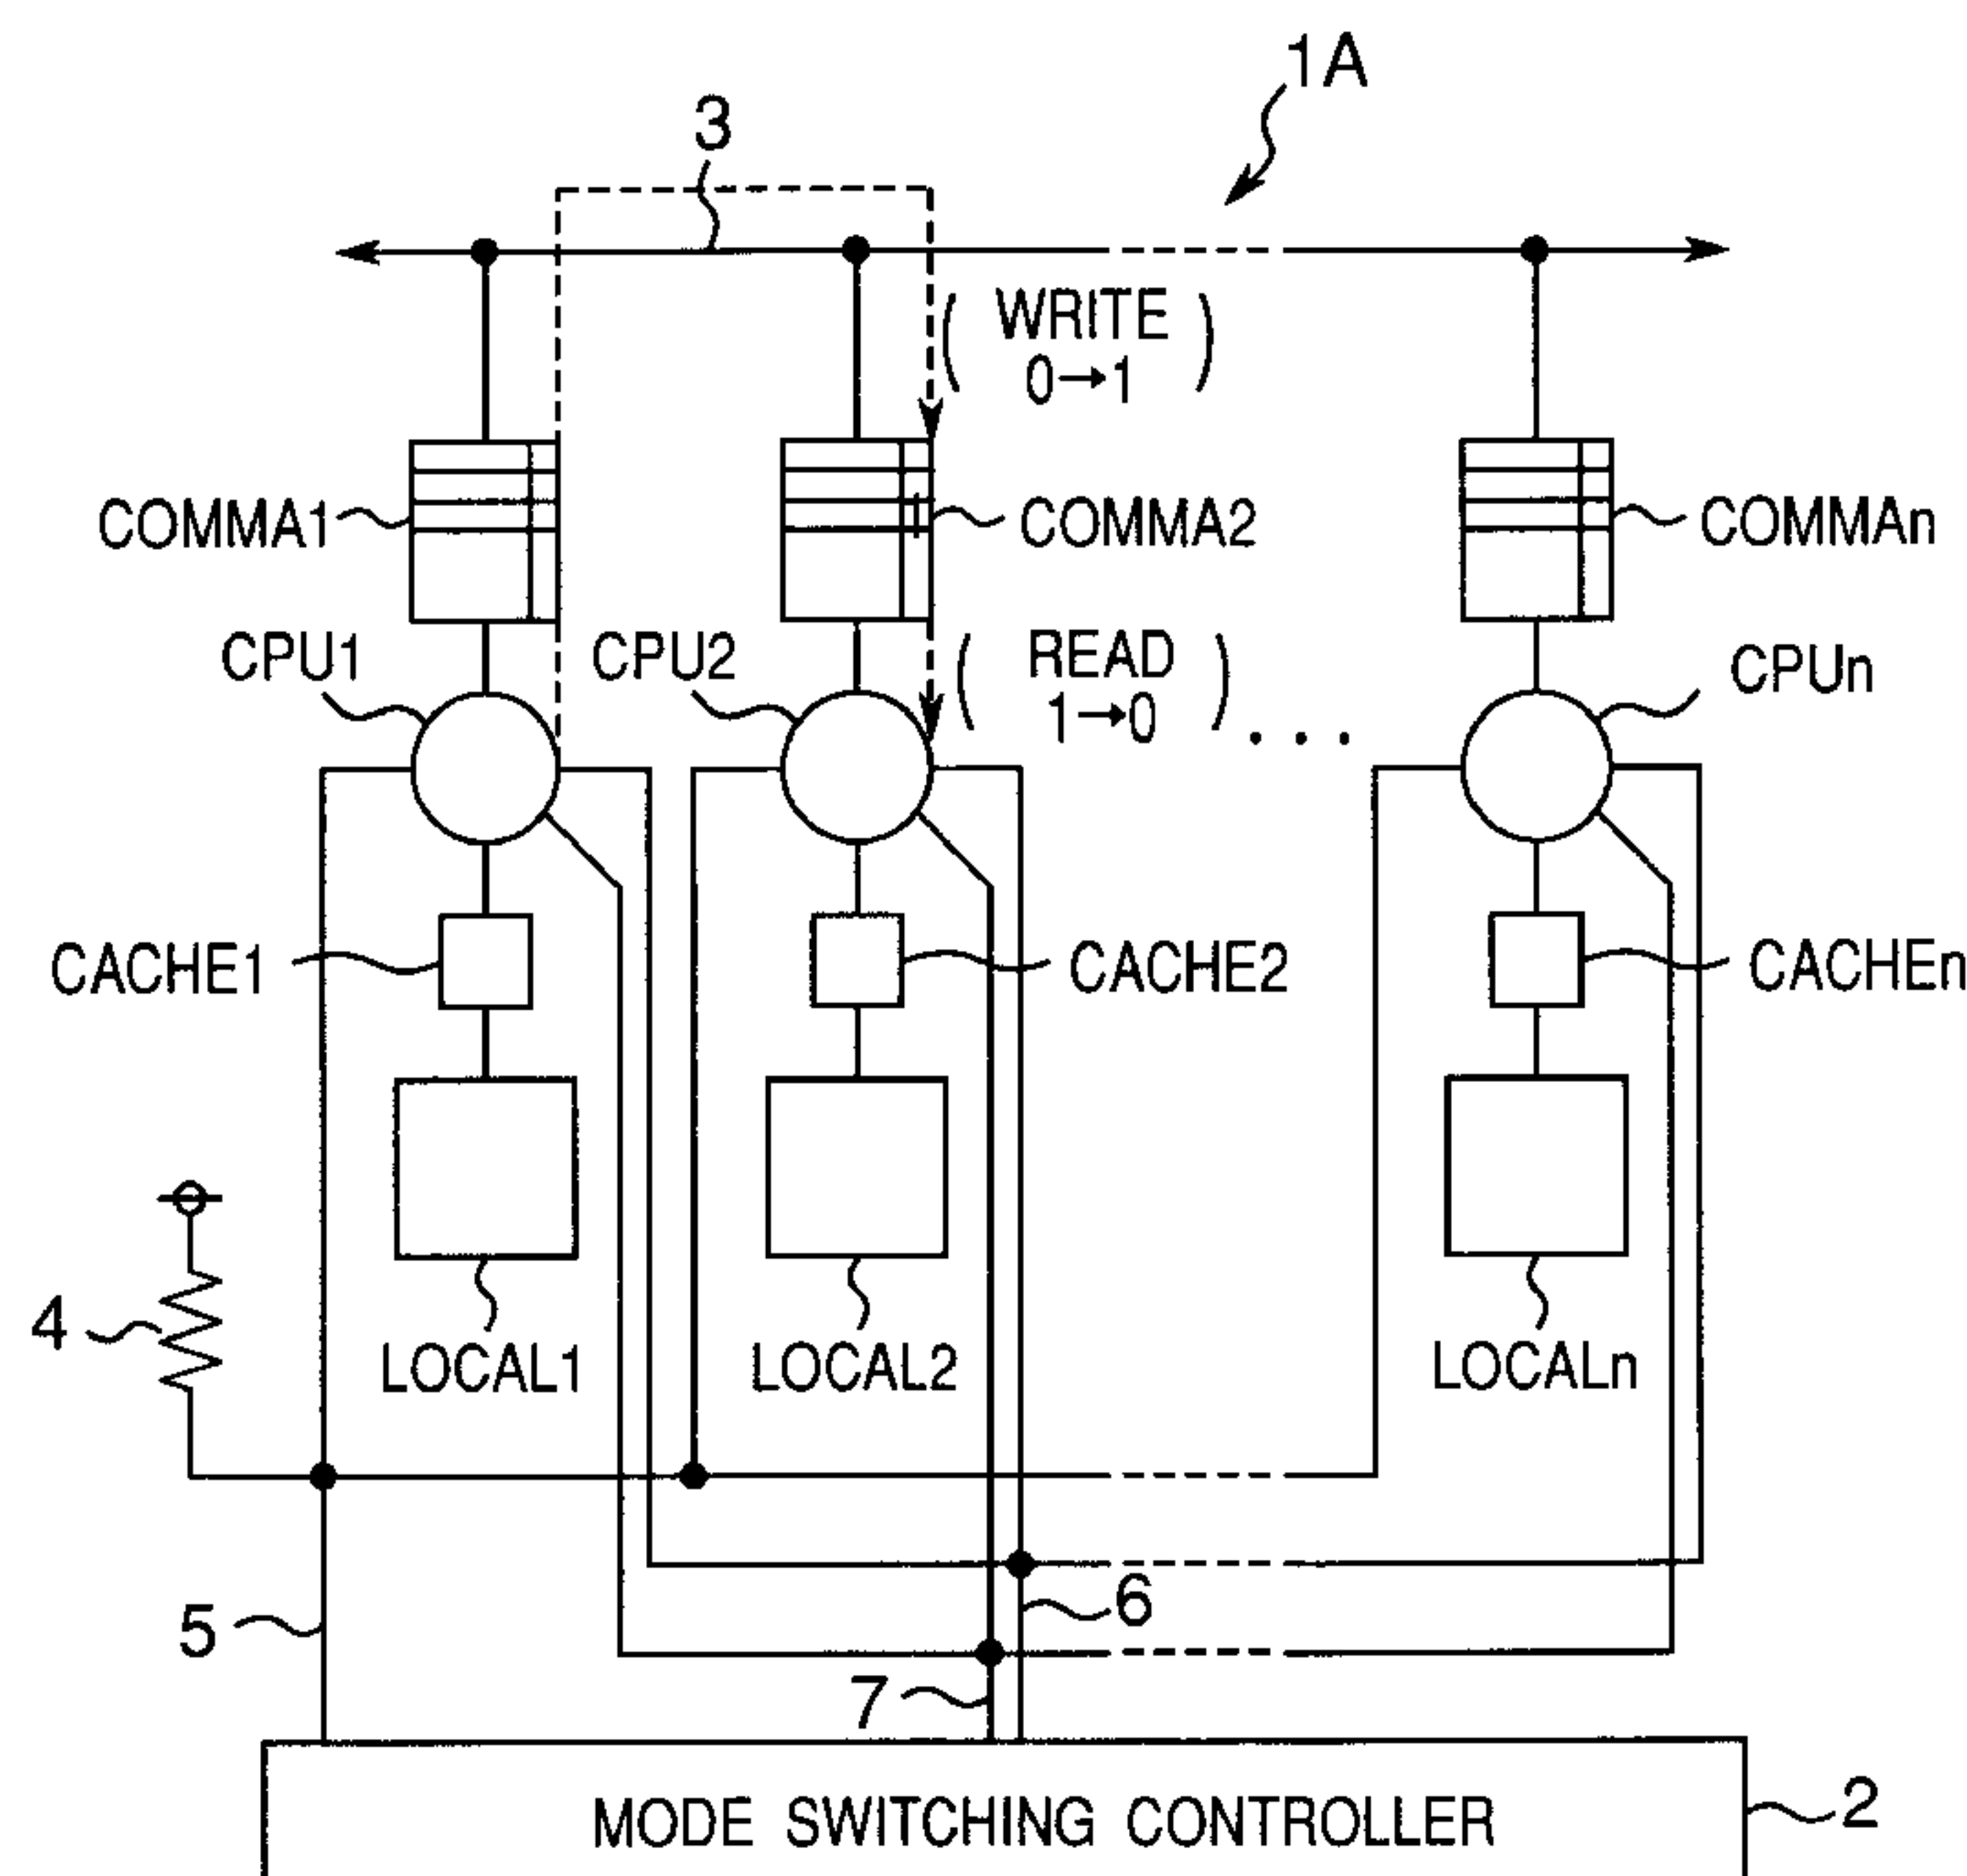 1A
3
( WRITE 0→1 )
COMMA1
COMMA2
COMMAn
CPU1
CPU2
( READ 1→0 )
CPUn
. . .
CACHE1
CACHE2
CACHEn
4
LOCAL1
LOCAL2
LOCALn
5
6
7
MODE SWITCHING CONTROLLER
2